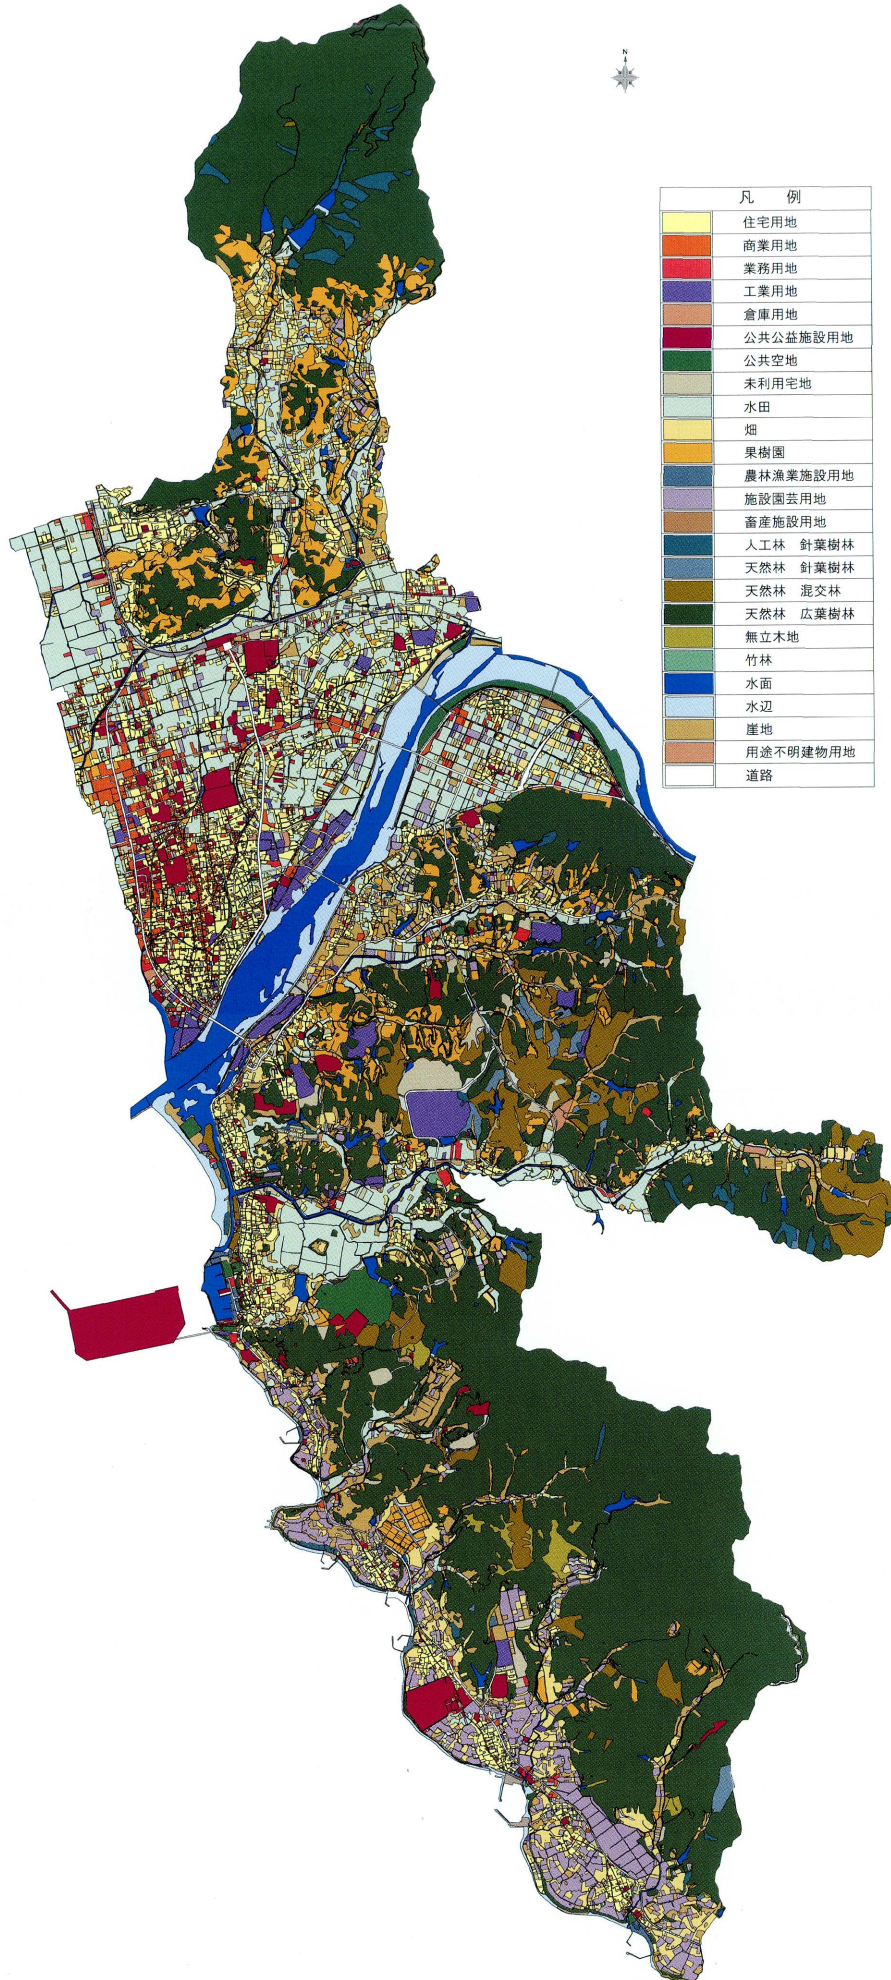 N
凡 例
住宅用地
商業用地
業務用地
工業用地
倉庫用地
公共公益施設用地
公共空地
未利用宅地
水田
畑
果樹園
農林漁業施設用地
施設園芸用地
畜産施設用地
人工林 針葉樹林
天然林 針葉樹林
天然林 混交林
天然林 広葉樹林
無立木地
竹林
水面
水辺
崖地
用途不明建物用地
道路